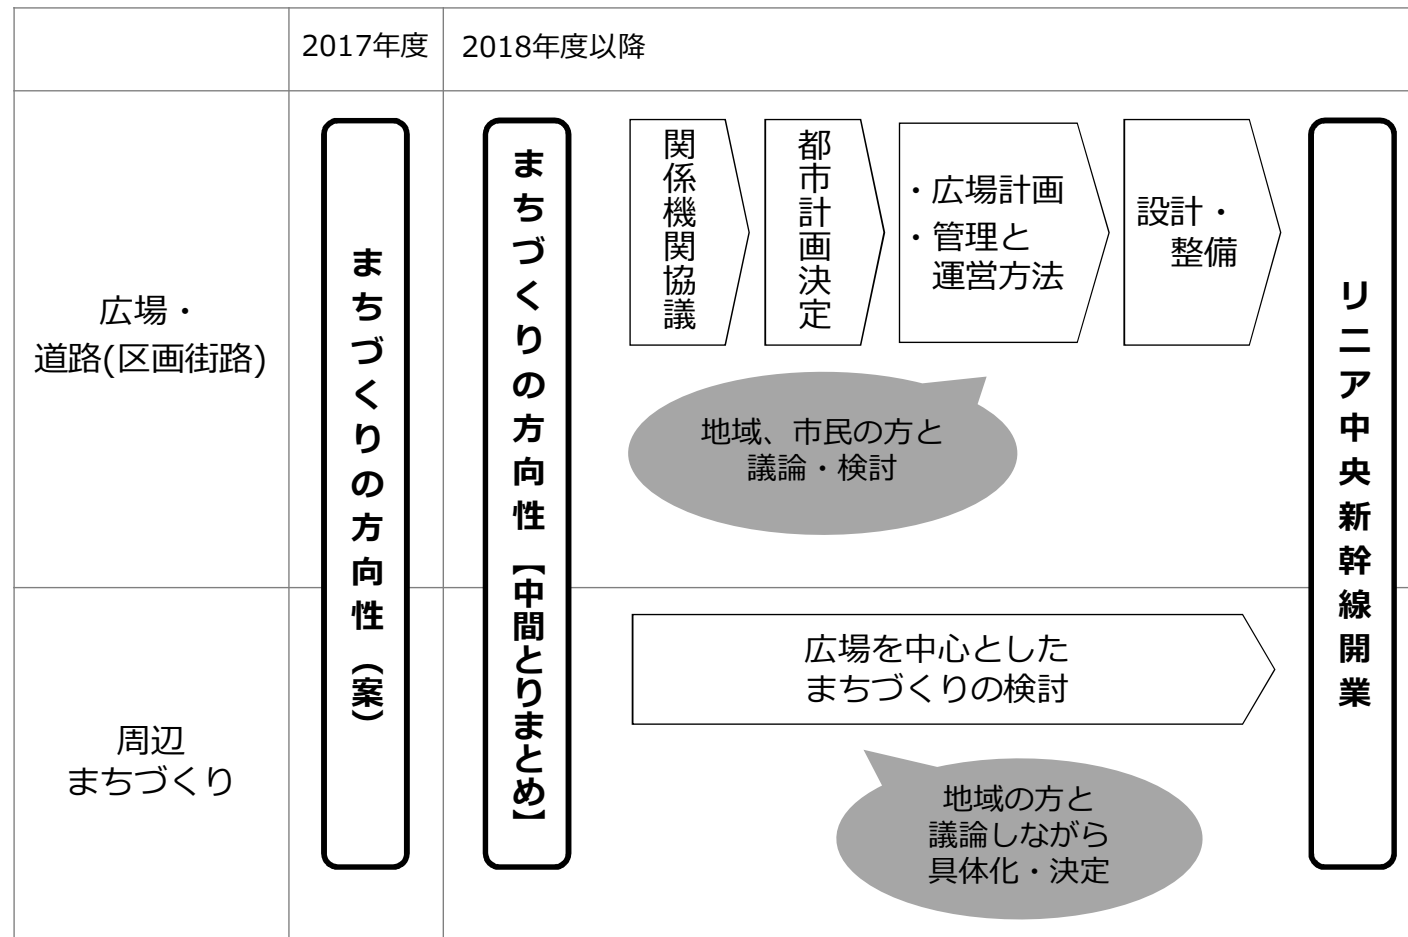 2017年度
2018年度以降
広場・
道路(区画街路)
まちづくりの方向性（案）
まちづくりの方向性【中間とりまとめ】
関係機関協議
都市計画決定
・広場計画
・管理と
運営方法
設計・
整備
リニア中央新幹線開業
地域、市民の方と
議論・検討
周辺
まちづくり
広場を中心とした
まちづくりの検討
地域の方と
議論しながら
具体化・決定